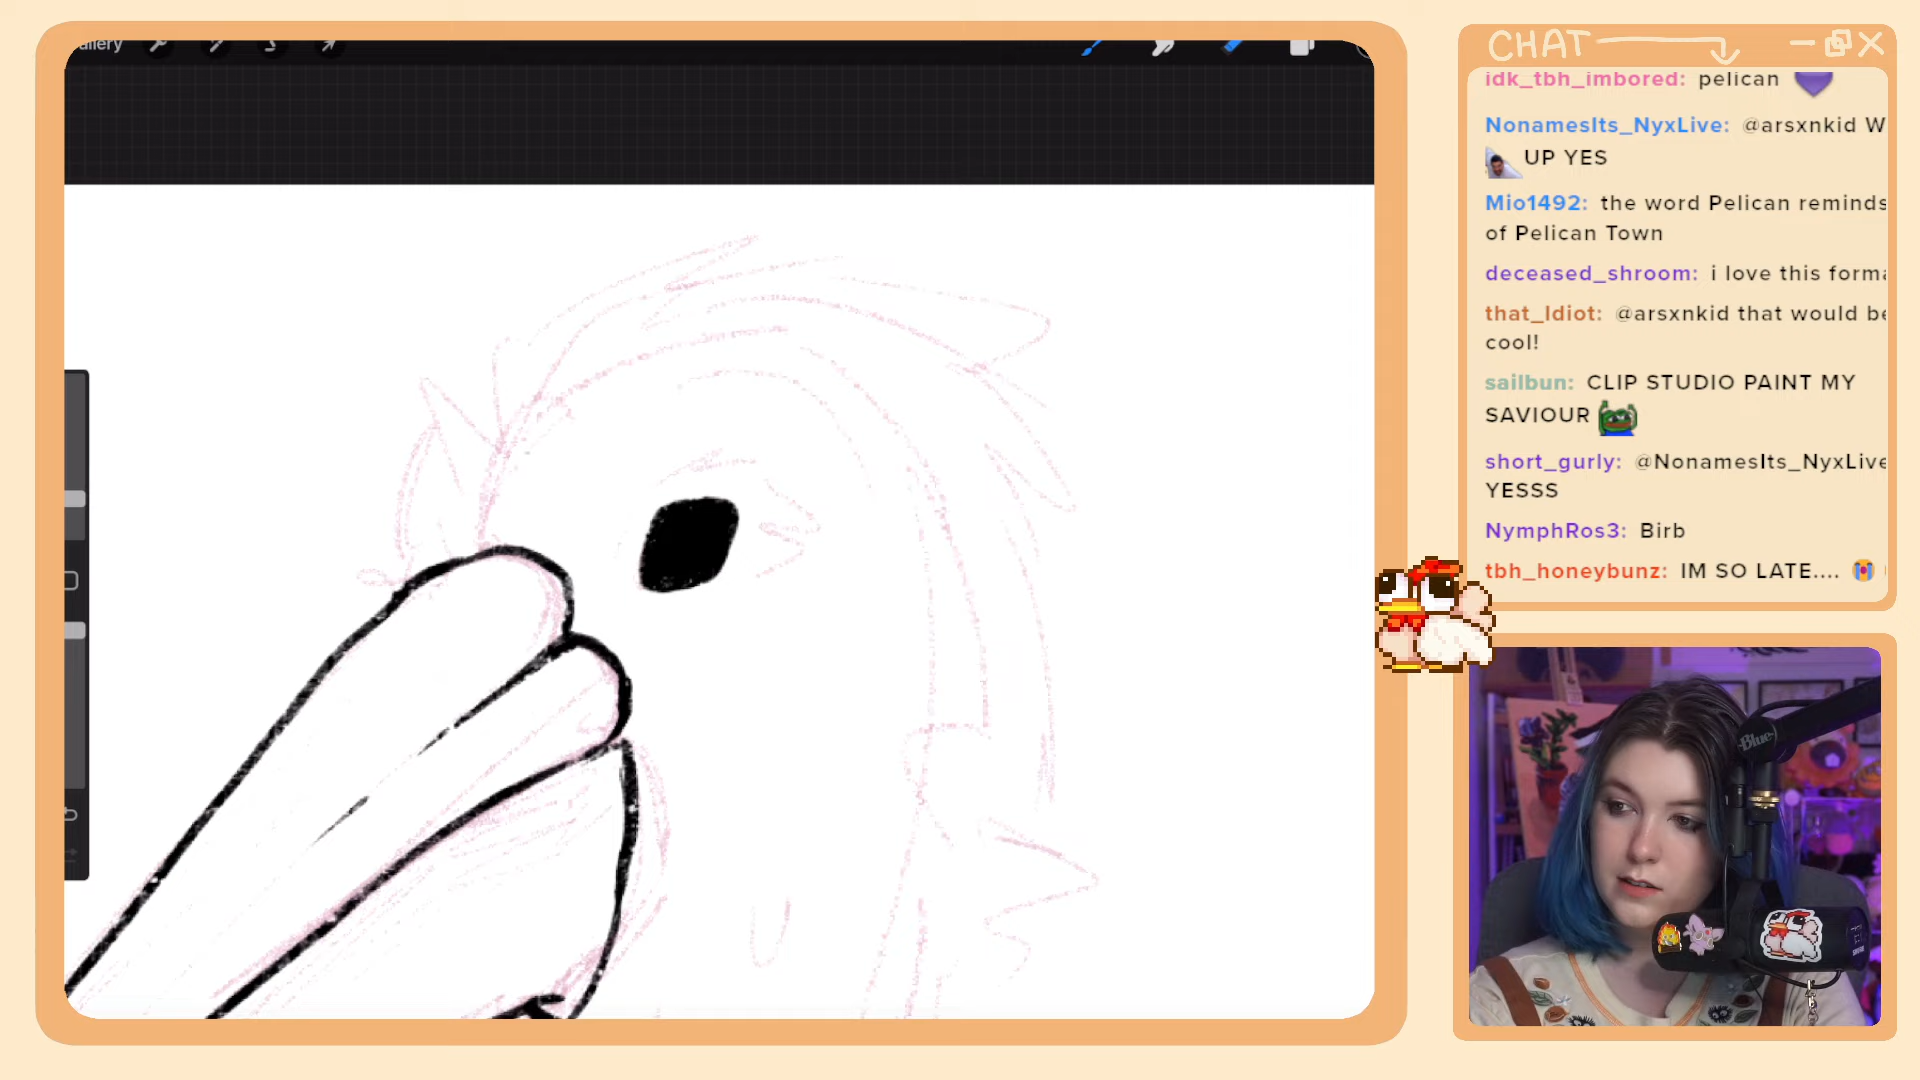 allery
CHAT
idk_tbh_imbored: pelican
NonamesIts_NyxLive: @arsxnkid W
UP YES
Mio1492: the word Pelican reminds
of Pelican Town
deceased_shroom: i love this forma
that_Idiot: @arsxnkid that would be
cool!
sailbun: CLIP STUDIO PAINT MY
SAVIOUR
short_gurly: @NonamesIts_NyxLive
YESSS
NymphRos3: Birb
tbh_honeybunz: IM SO LATE....
Blue